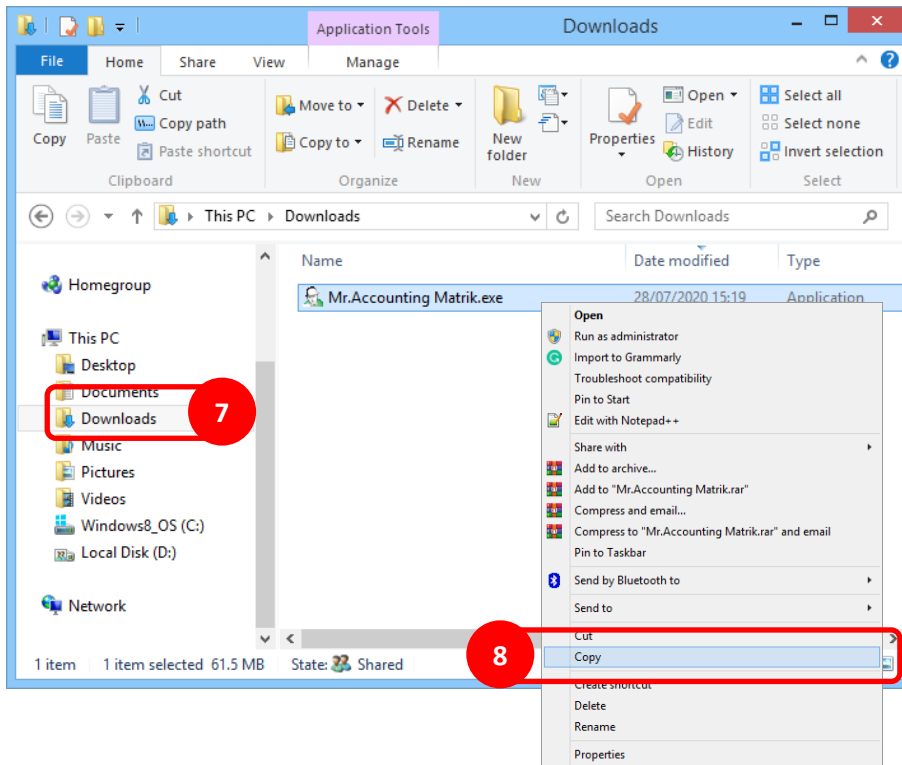 Application Tools
Downloads
File Home Share View Manage
Copy
Paste
Cut
Copy path
Paste shortcut
Clipboard
Move to
Copy to
Delete
Rename
Organize
New
folder
New
Properties
Open
Edit
History
Open
Select all
Select none
Invert selection
Select
This PC Downloads
Search Downloads
Homegroup
This PC
Desktop
Documents
Downloads
7
Music
Pictures
Videos
Windows8_OS (C:)
Local Disk (D:)
Network
Name Date modified Type
Mr.Accounting Matrik.exe 28/07/2020 15:19 Application
Open
Run as administrator
Import to Grammarly
Troubleshoot compatibility
Pin to Start
Edit with Notepad++
Share with
Add to archive...
Add to "Mr.Accounting Matrik.rar"
Compress and email...
Compress to "Mr.Accounting Matrik.rar" and email
Pin to Taskbar
Send by Bluetooth to
Send to
Cut
8
Copy
Create shortcut
Delete
Rename
Properties
1 item 1 item selected 61.5 MB State: Shared